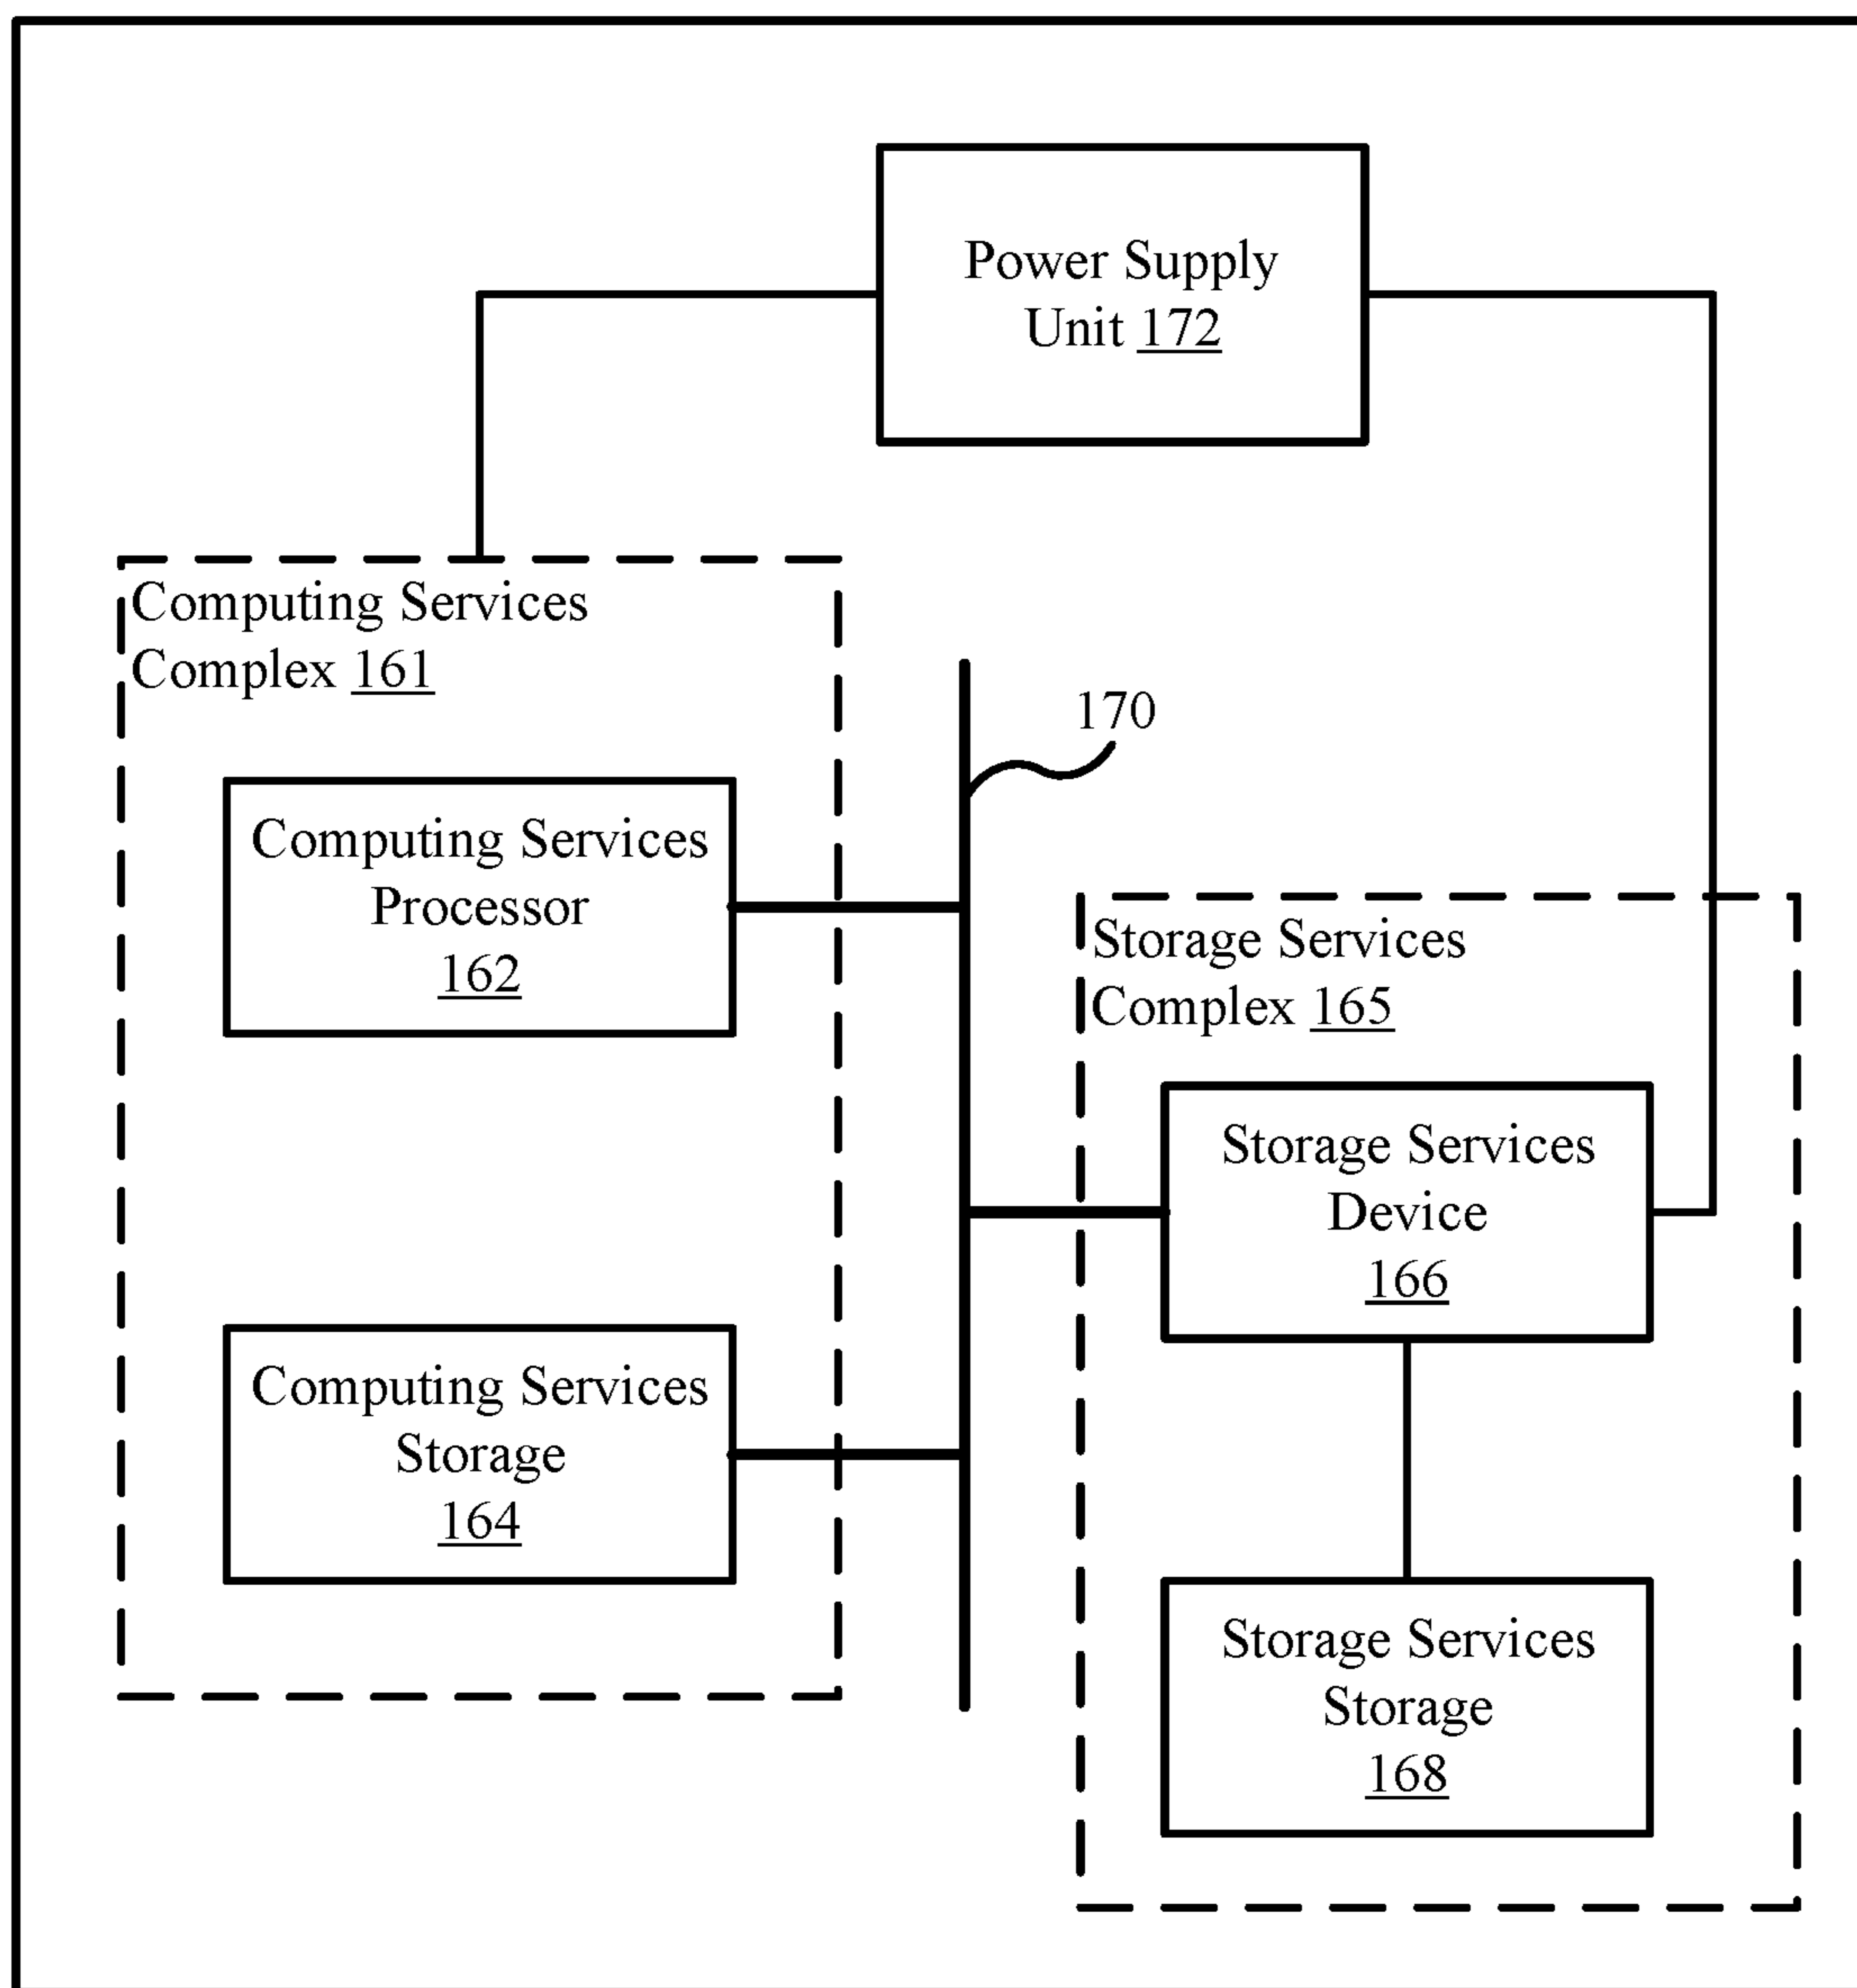 Power Supply
Unit 172
Computing Services
Complex 161
170
Computing Services
Processor
162
Storage Services
Complex 165
Storage Services
Device
166
Computing Services
Storage
164
Storage Services
Storage
168